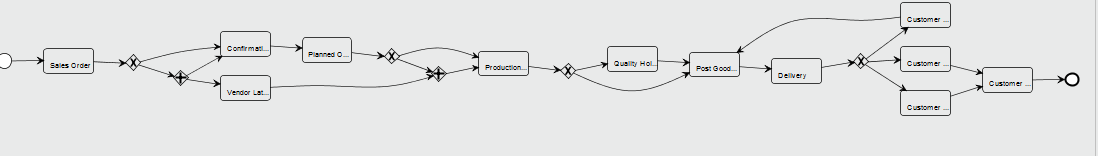 Customer ...
Confirmati...
Planned O...
Sales Order
Production...
Quality Hol...
Post Good...
Customer ...
Delivery
Customer ...
Vendor Lat...
Customer ...